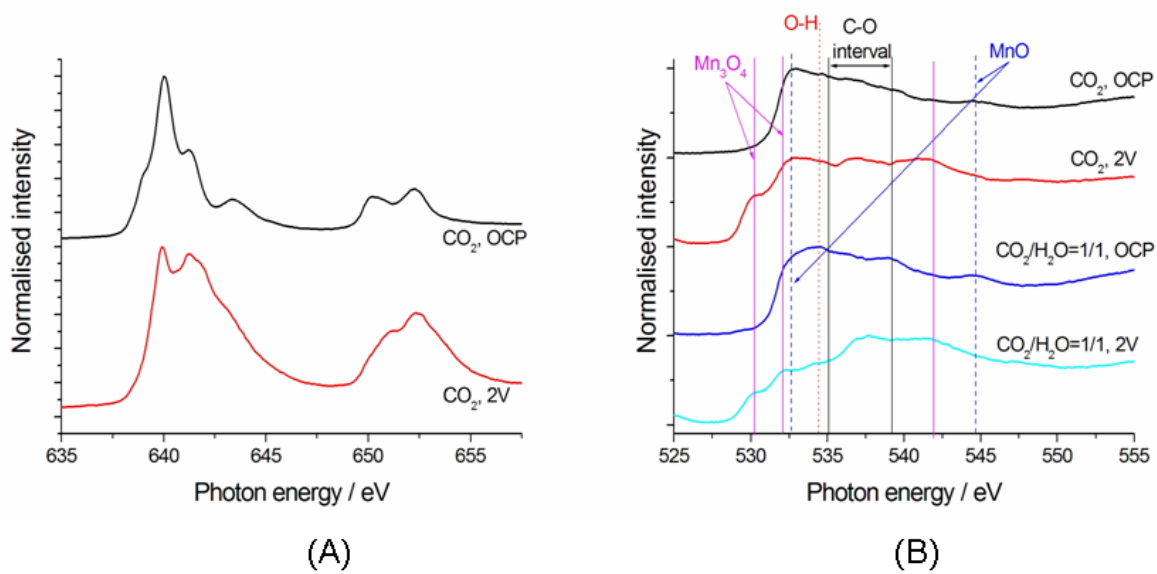 Normalised intensity
CO₂, OCP
CO₂, 2V
635 640 645 650 655
Photon energy / eV
(A)
O-H
C-O
interval
Mn₃O₄
MnO
Normalised intensity
CO₂, OCP
CO₂, 2V
CO₂/H₂O=1/1, OCP
CO₂/H₂O=1/1, 2V
525 530 535 540 545 550 555
Photon energy / eV
(B)